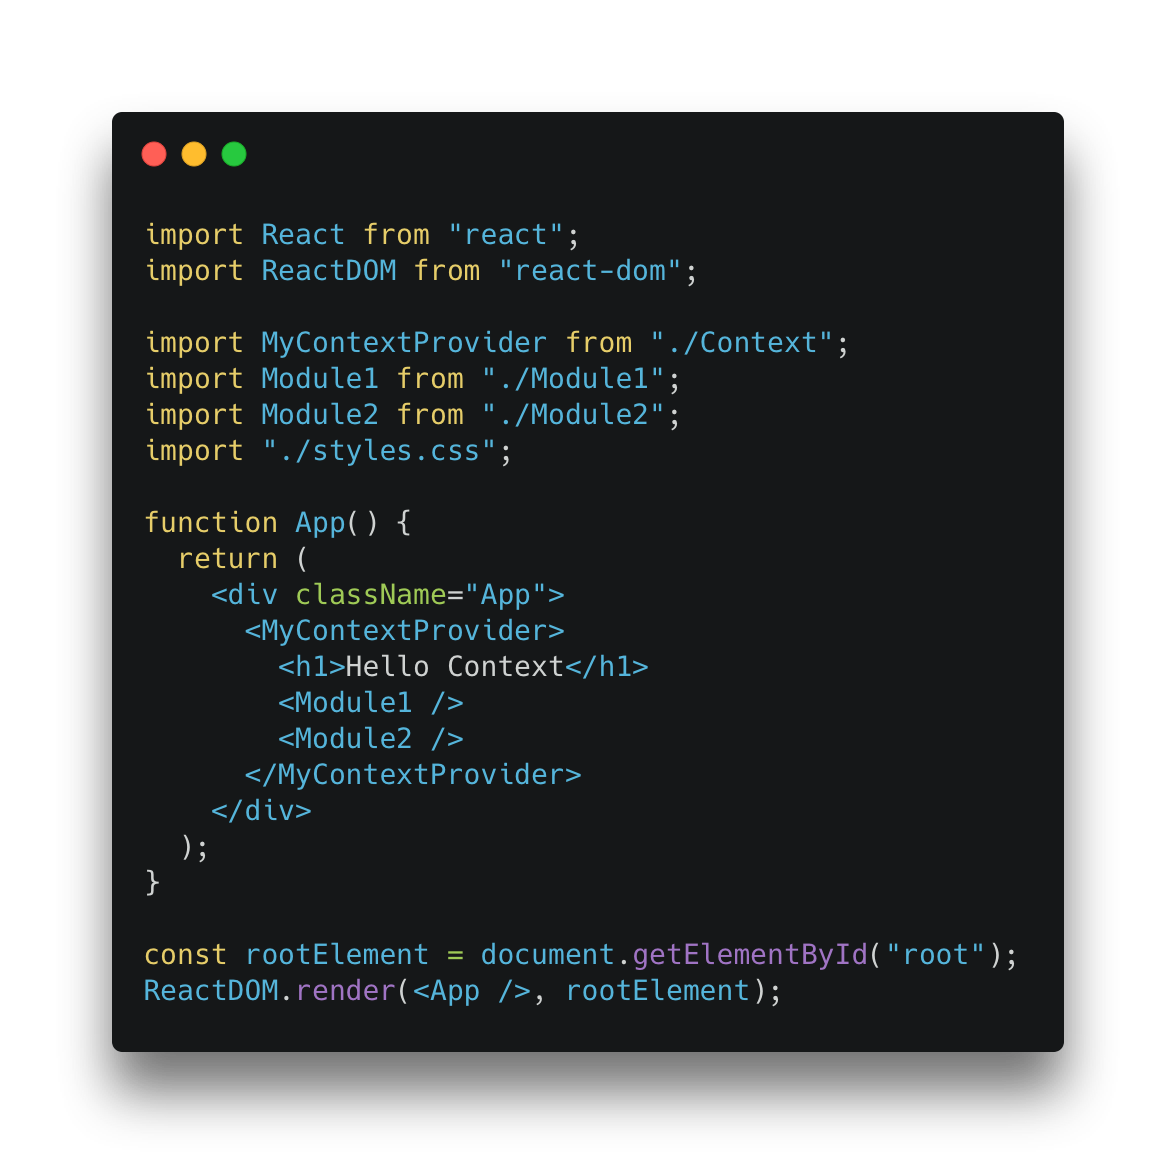 import React from "react";
import ReactDOM from "react-dom";

import MyContextProvider from "./Context";
import Module1 from "./Module1";
import Module2 from "./Module2";
import "./styles.css";

function App() {
  return (
    <div className="App">
      <MyContextProvider>
        <h1>Hello Context</h1>
        <Module1 />
        <Module2 />
      </MyContextProvider>
    </div>
  );
}

const rootElement = document.getElementById("root");
ReactDOM.render(<App />, rootElement);